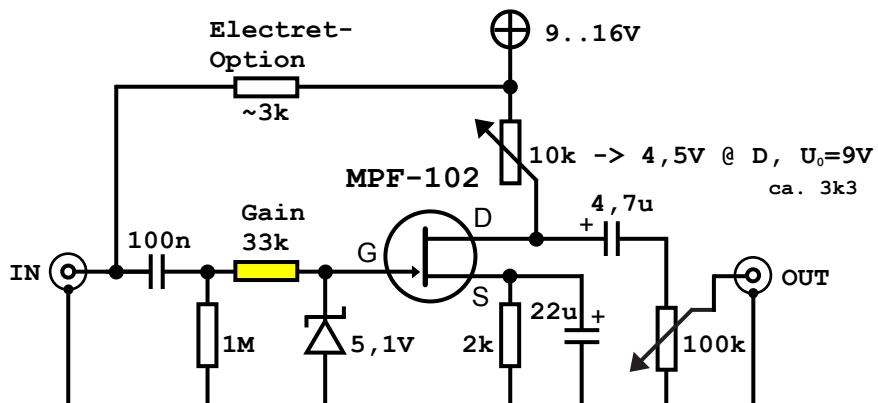 Electret-
Option
9..16V
~3k
10k -> 4,5V @ D, U₀=9V
ca. 3k3
MPF-102
4,7u
+
Gain
33k
100n
D
G
IN
OUT
S
22u
+
1M
5,1V
2k
100k